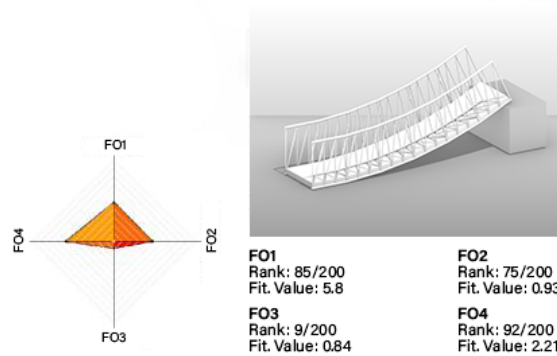 FO1
FO4
FO2
FO3
FO1
Rank: 85/200
Fit. Value: 5.8
FO2
Rank: 75/200
Fit. Value: 0.93
FO3
Rank: 9/200
Fit. Value: 0.84
FO4
Rank: 92/200
Fit. Value: 2.21